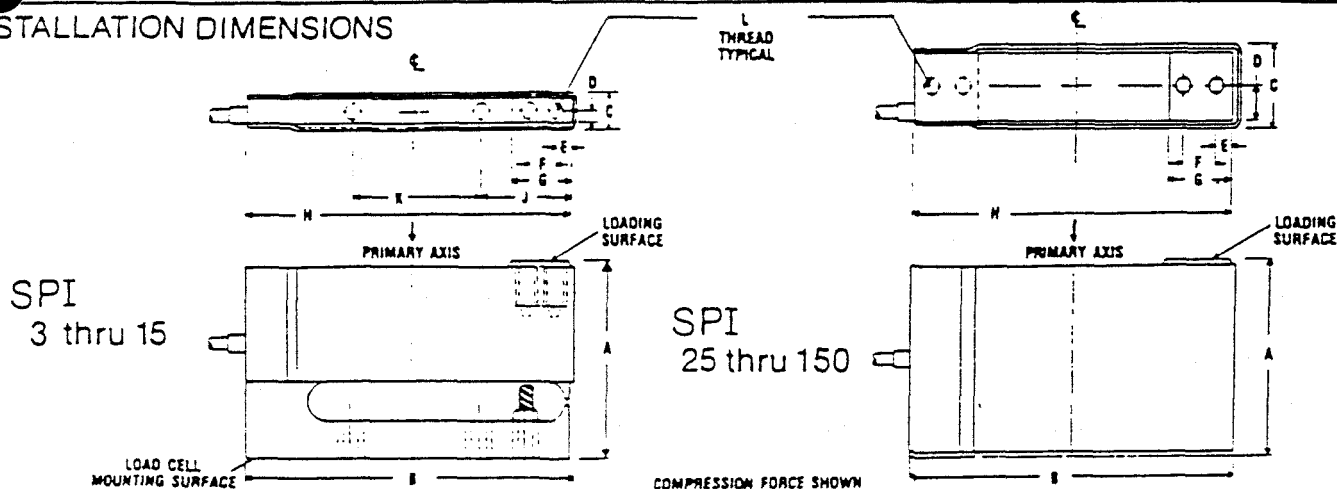 STALLATION DIMENSIONS
L
THREAD
TYPICAL
℄
D
C
E
F
G
K
J
H
PRIMARY AXIS
LOADING
SURFACE
SPI
3 thru 15
A
LOAD CELL
MOUNTING SURFACE
B
℄
D
C
E
F
G
H
PRIMARY AXIS
LOADING
SURFACE
SPI
25 thru 150
A
B
COMPRESSION FORCE SHOWN